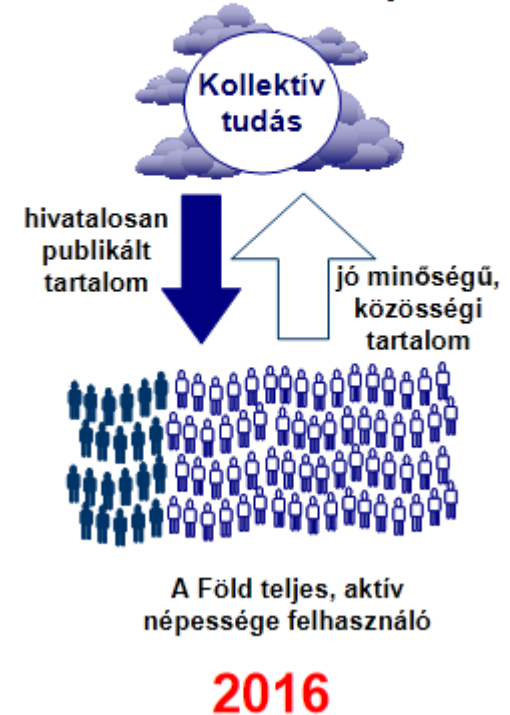 Kollektív
tudás
hivatalosan
publikált
tartalom
jó minőségű,
közösségi
tartalom
A Föld teljes, aktív
népessége felhasználó
2016